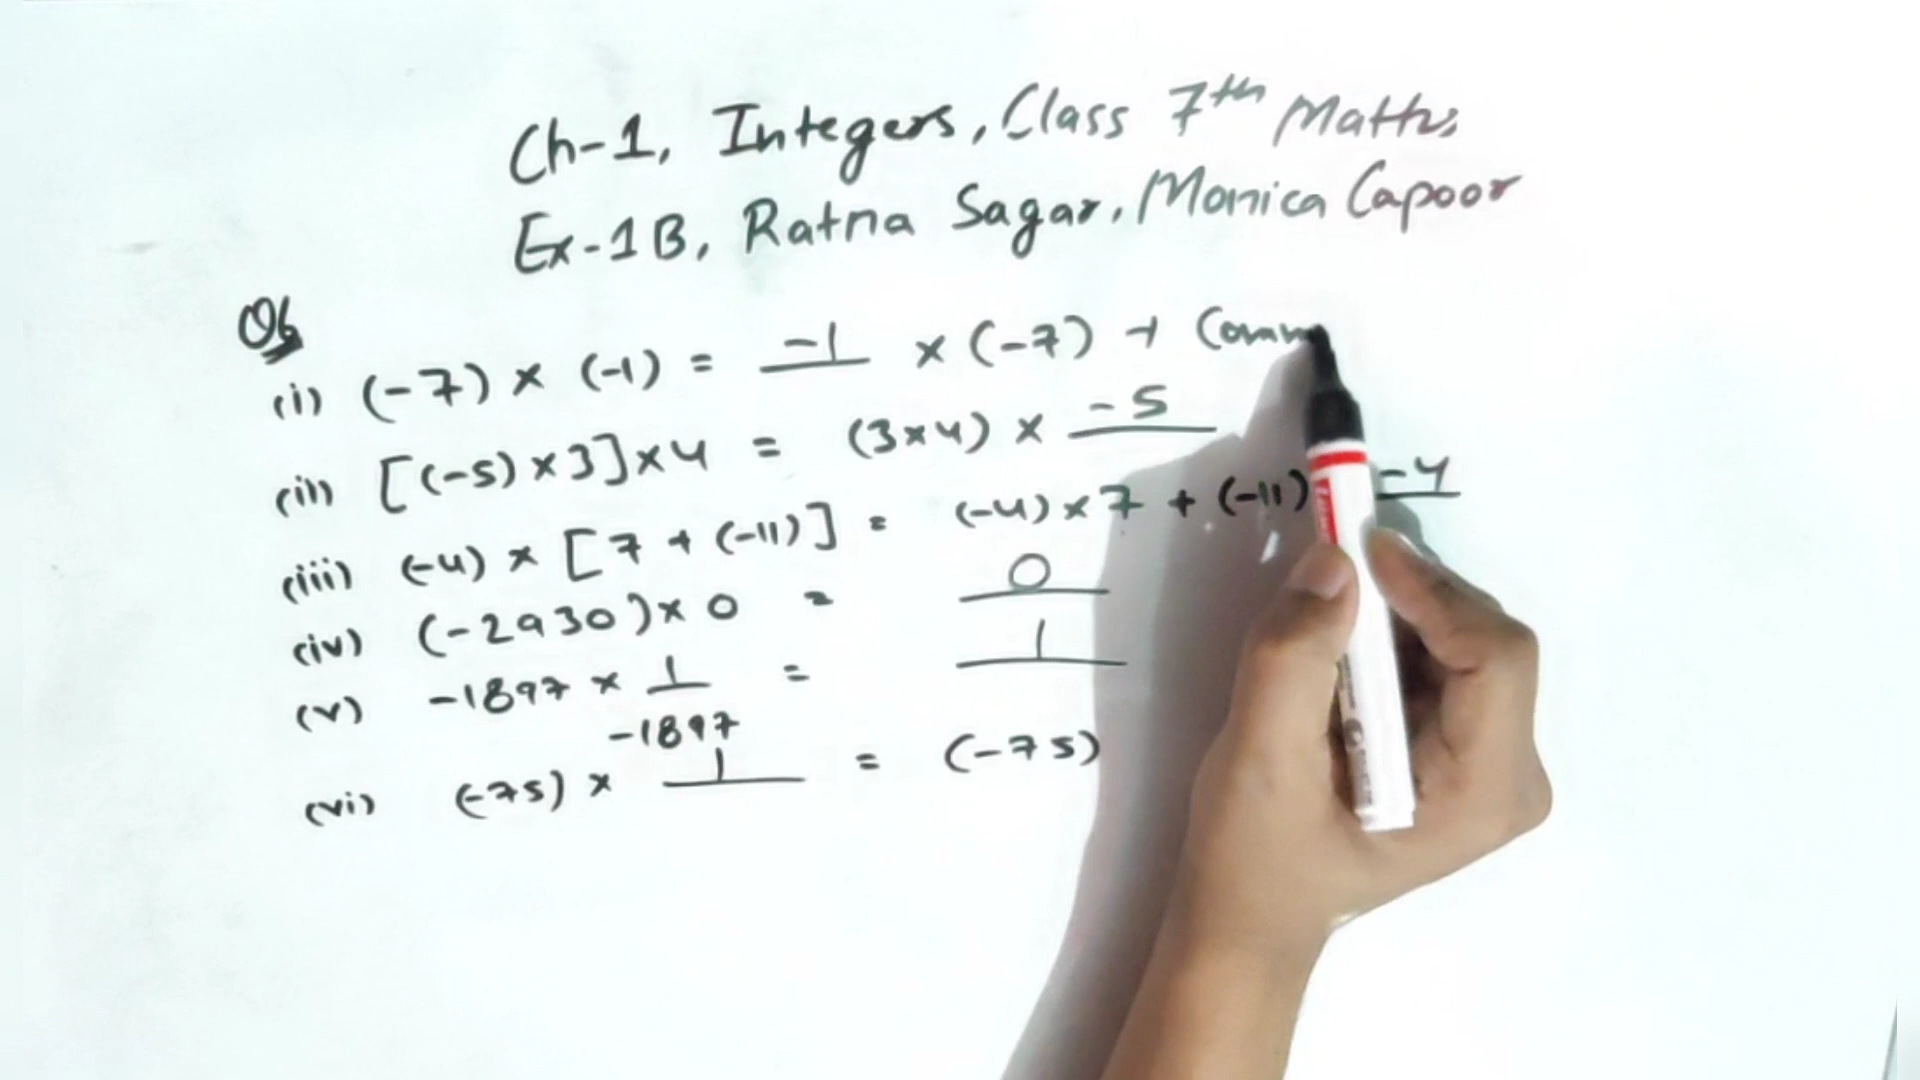 Ch-1, Integers, Class 7th Maths
Ex-1B, Ratna Sagar, Monica Capoor
Q6
(i) (-7) × (-1) = -1 × (-7) →
(ii) [(-5) × 3] × 4 = (3×4) × -5
(iii) (-4) × [7 + (-11)] = (-4) × 7 + (-11) -4
(iv) (-2930) × 0 = 0
(v) -1897 × 1/-1897 = 1
(vi) (-75) × 1 = (-75)